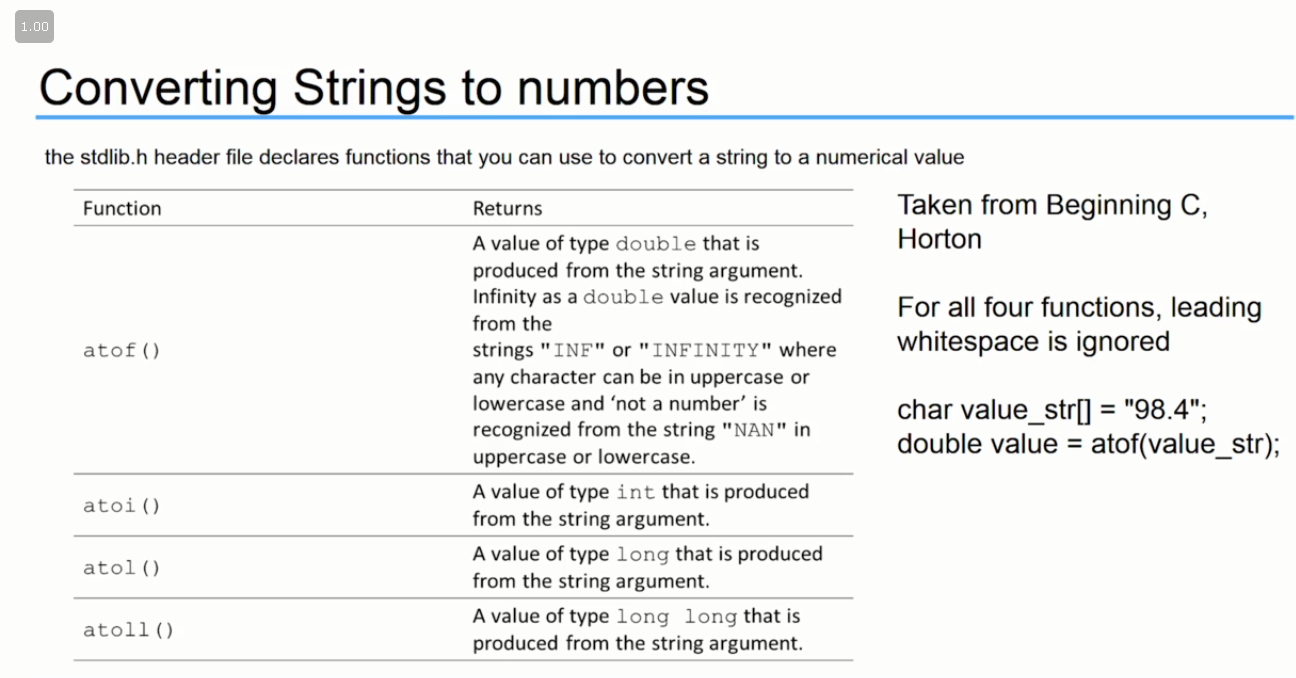 1.00
Converting Strings to numbers
the stdlib.h header file declares functions that you can use to convert a string to a numerical value
Function
Returns
atof()
A value of type double that is
produced from the string argument.
Infinity as a double value is recognized
from the
strings "INF" or "INFINITY" where
any character can be in uppercase or
lowercase and ‘not a number’ is
recognized from the string "NAN" in
uppercase or lowercase.
atoi()
A value of type int that is produced
from the string argument.
atol()
A value of type long that is produced
from the string argument.
atoll()
A value of type long long that is
produced from the string argument.
Taken from Beginning C,
Horton
For all four functions, leading
whitespace is ignored
char value_str[] = "98.4";
double value = atof(value_str);